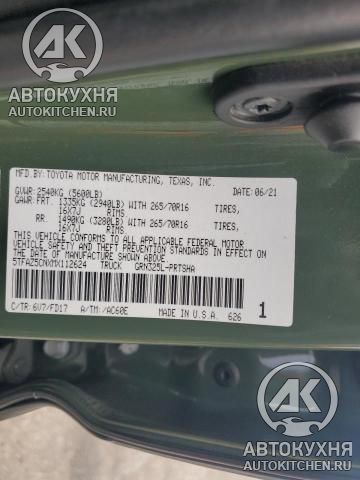 АК
АВТОКУХНЯ
AUTOKITCHEN.RU
MFD.BY:TOYOTA MOTOR MANUFACTURING, TEXAS, INC.
GVWR:2540KG (5600LB) DATE: 06/21
GAWR: FRT. 1335KG (2940LB) WITH 265/70R16 TIRES,
16X7J RIMS
RR. 1490KG (3280LB) WITH 265/70R16 TIRES,
16X7J RIMS
THIS VEHICLE CONFORMS TO ALL APPLICABLE FEDERAL MOTOR
VEHICLE SAFETY, BUMPER, AND THEFT PREVENTION STANDARDS IN
EFFECT ON THE DATE OF MANUFACTURE SHOWN ABOVE.
5TFAZ5CNXMX112624 TRUCK GRN325L-PRTSHA
C/TR: 6V7/FD17 A/TM: /AC60E
MADE IN U.S.A. 626 1
АК
АВТОКУХНЯ
AUTOKITCHEN.RU